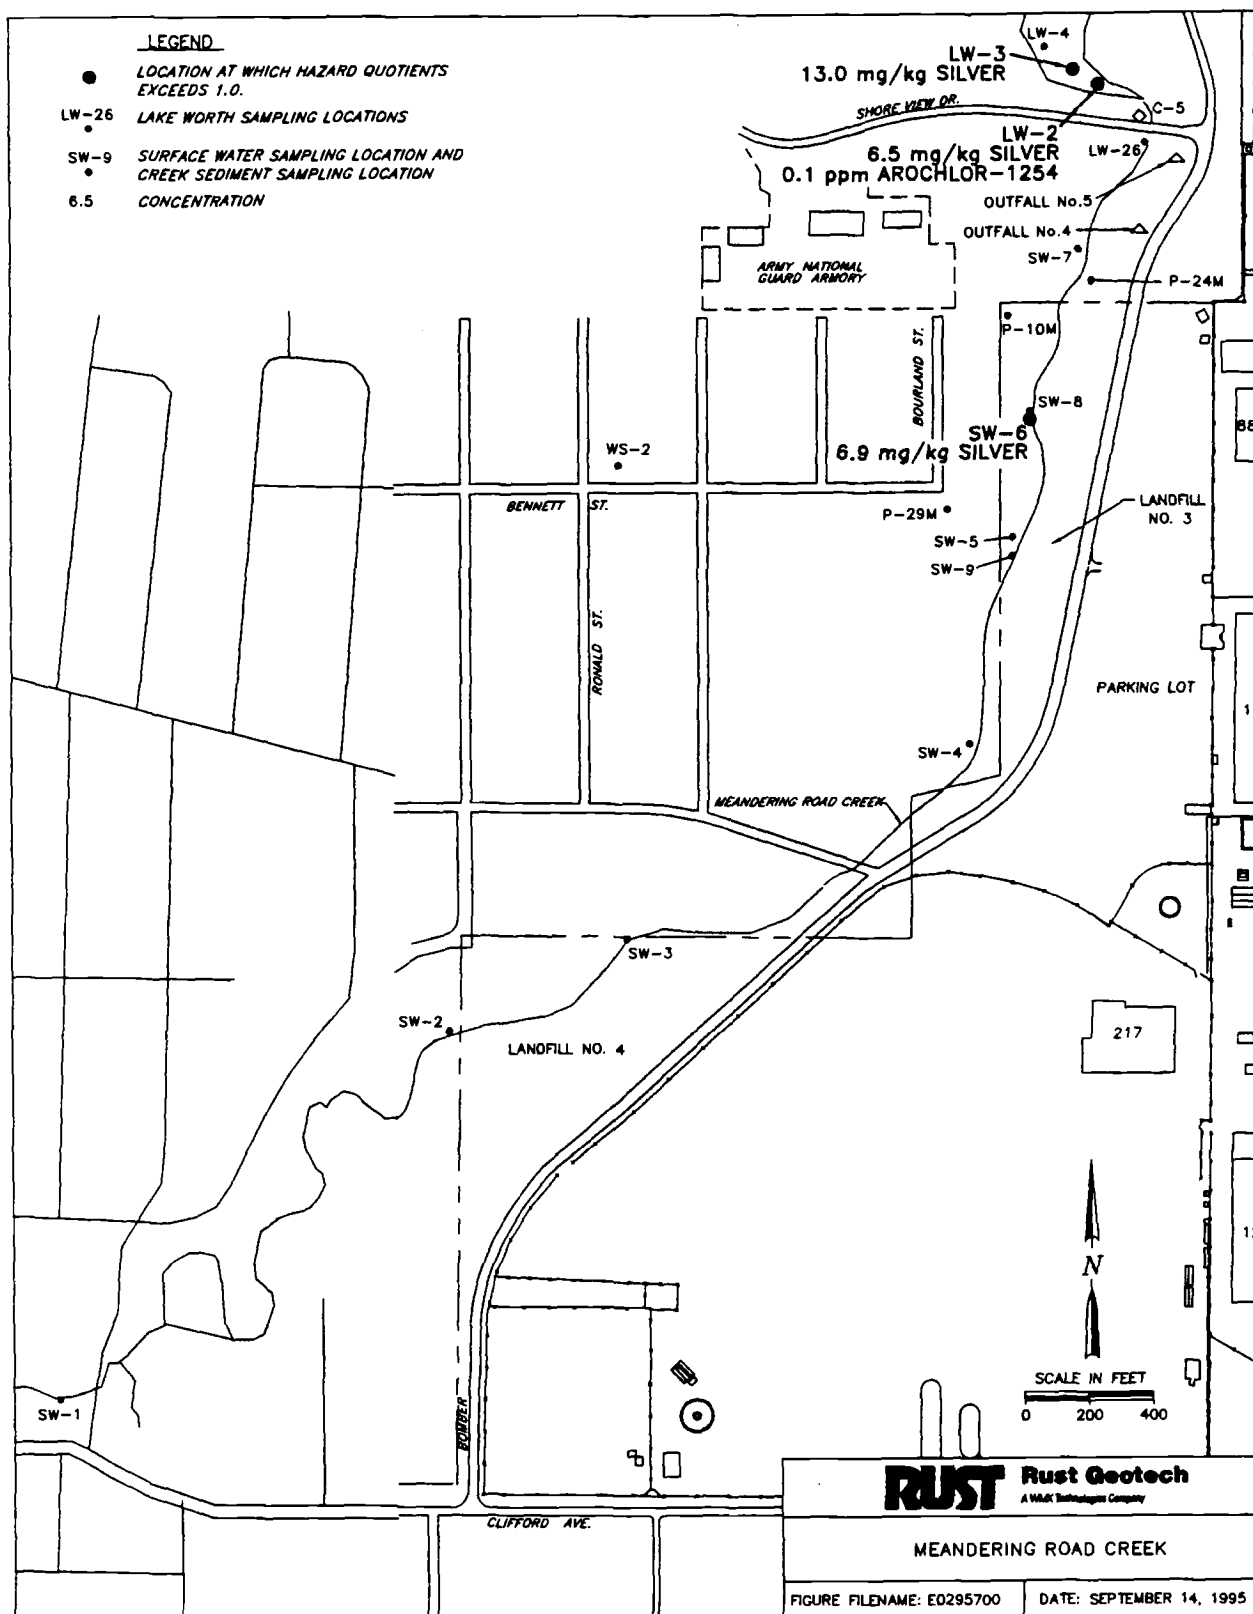 LEGEND
LOCATION AT WHICH HAZARD QUOTIENTS
EXCEEDS 1.0.
LW-26 LAKE WORTH SAMPLING LOCATIONS
SW-9 SURFACE WATER SAMPLING LOCATION AND
CREEK SEDIMENT SAMPLING LOCATION
6.5 CONCENTRATION
LW-4
LW-3
13.0 mg/kg SILVER
SHORE VIEW DR.
C-5
LW-2
6.5 mg/kg SILVER
0.1 ppm AROCHLOR-1254
LW-26
OUTFALL No.5
OUTFALL No.4
SW-7
ARMY NATIONAL
GUARD ARMORY
P-24M
P-10M
BOURLAND ST.
SW-8
SW-6
6.9 mg/kg SILVER
88
WS-2
BENNETT ST.
P-29M
LANDFILL
NO. 3
SW-5
SW-9
RONALD ST.
PARKING LOT
1
SW-4
MEANDERING ROAD CREEK
SW-3
SW-2
LANDFILL NO. 4
217
N
SW-1
BOMBER
SCALE IN FEET
0 200 400
CLIFFORD AVE.
RUST Rust Geotech
MEANDERING ROAD CREEK
FIGURE FILENAME: E0295700
DATE: SEPTEMBER 14, 1995